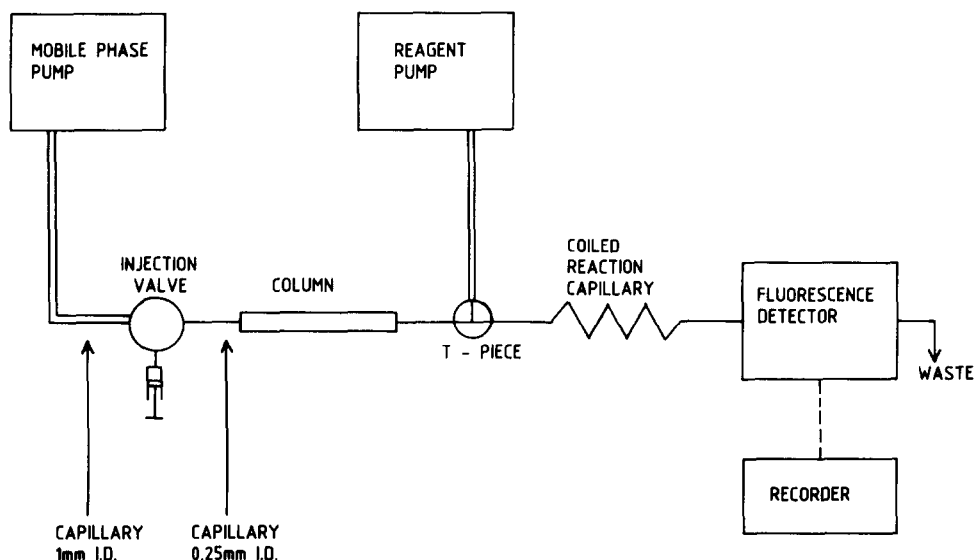 MOBILE PHASE
PUMP
REAGENT
PUMP
INJECTION
VALVE
COLUMN
T - PIECE
COILED
REACTION
CAPILLARY
FLUORESCENCE
DETECTOR
WASTE
RECORDER
CAPILLARY
1mm I.D.
CAPILLARY
0.25mm I.D.